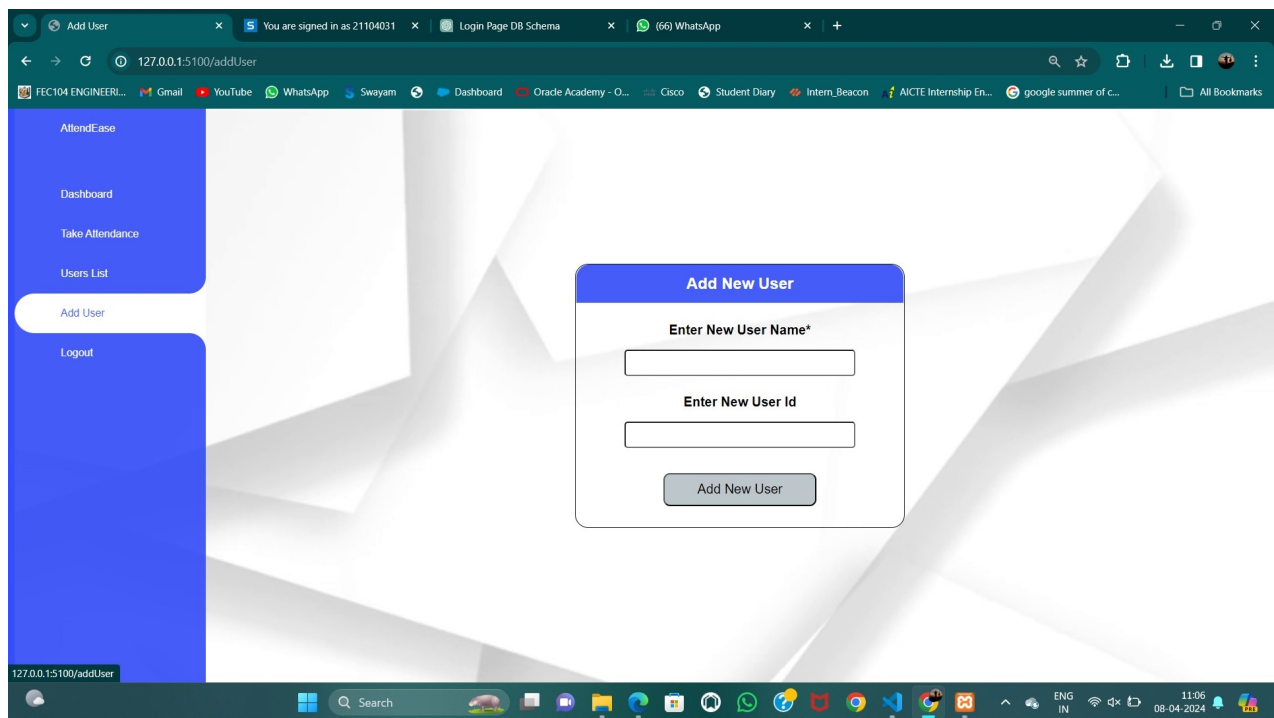 Add User
You are signed in as 21104031
Login Page DB Schema
(66) WhatsApp
127.0.0.1:5100/addUser
FEC104 ENGINEERI... Gmail YouTube WhatsApp Swayam Dashboard Oracle Academy - O... Cisco Student Diary Intern_Beacon AICTE Internship En... google summer of c... All Bookmarks
AttendEase
Dashboard
Take Attendance
Users List
Add User
Logout
Add New User
Enter New User Name*
Enter New User Id
Add New User
127.0.0.1:5100/addUser
Search
ENG
IN
11:06
08-04-2024
PRE